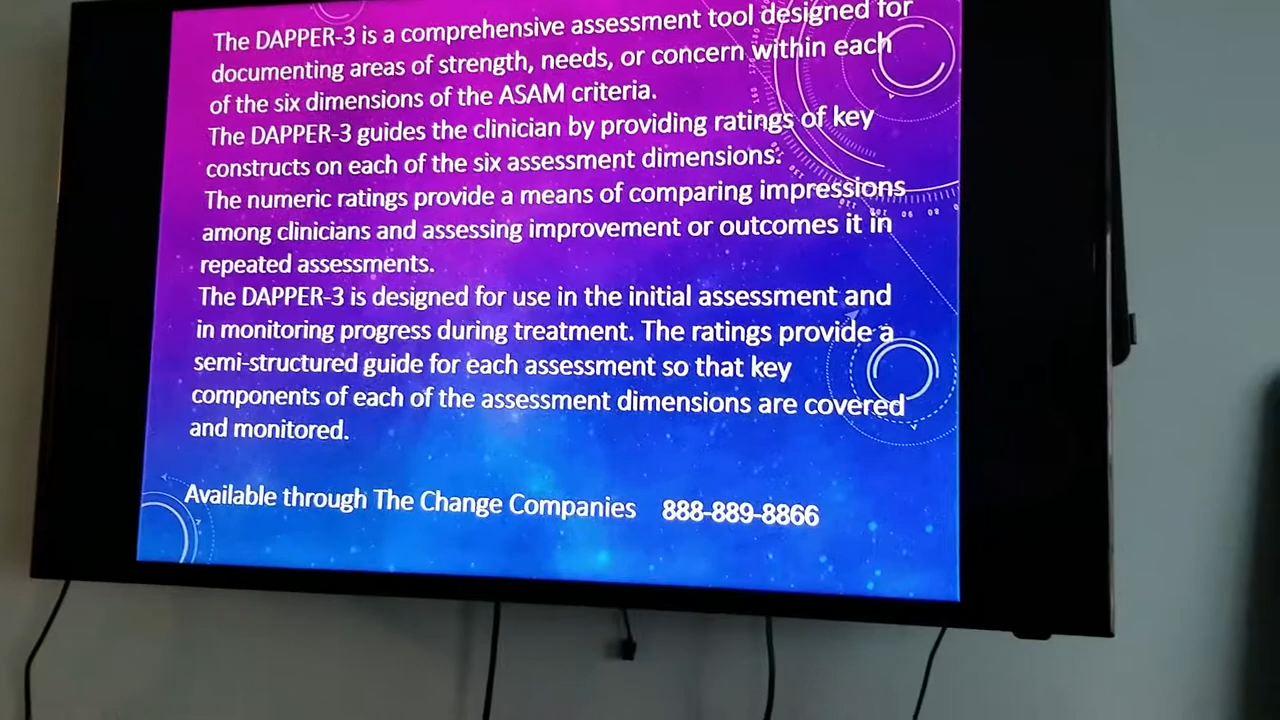 The DAPPER-3 is a comprehensive assessment tool designed for
documenting areas of strength, needs, or concern within each
of the six dimensions of the ASAM criteria.
The DAPPER-3 guides the clinician by providing ratings of key
constructs on each of the six assessment dimensions.
The numeric ratings provide a means of comparing impressions
among clinicians and assessing improvement or outcomes it in
repeated assessments.
The DAPPER-3 is designed for use in the initial assessment and
in monitoring progress during treatment. The ratings provide a
semi-structured guide for each assessment so that key
components of each of the assessment dimensions are covered
and monitored.
Available through The Change Companies 888-889-8866